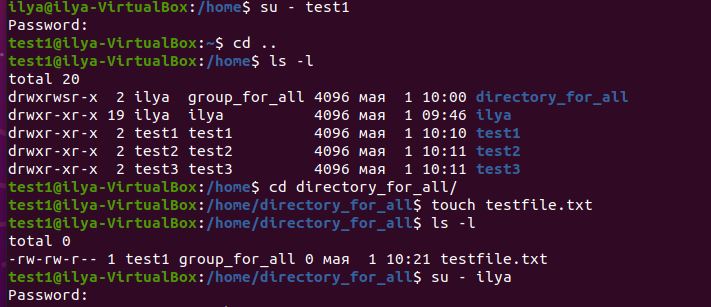 ilya@ilya-VirtualBox:/home$ su - test1
Password:
test1@ilya-VirtualBox:~$ cd ..
test1@ilya-VirtualBox:/home$ ls -l
total 20
drwxrwsr-x  2 ilya  group_for_all 4096 мая  1 10:00 directory_for_all
drwxr-xr-x 19 ilya  ilya          4096 мая  1 09:46 ilya
drwxr-xr-x  2 test1 test1         4096 мая  1 10:10 test1
drwxr-xr-x  2 test2 test2         4096 мая  1 10:11 test2
drwxr-xr-x  2 test3 test3         4096 мая  1 10:11 test3
test1@ilya-VirtualBox:/home$ cd directory_for_all/
test1@ilya-VirtualBox:/home/directory_for_all$ touch testfile.txt
test1@ilya-VirtualBox:/home/directory_for_all$ ls -l
total 0
-rw-rw-r-- 1 test1 group_for_all 0 мая  1 10:21 testfile.txt
test1@ilya-VirtualBox:/home/directory_for_all$ su - ilya
Password: